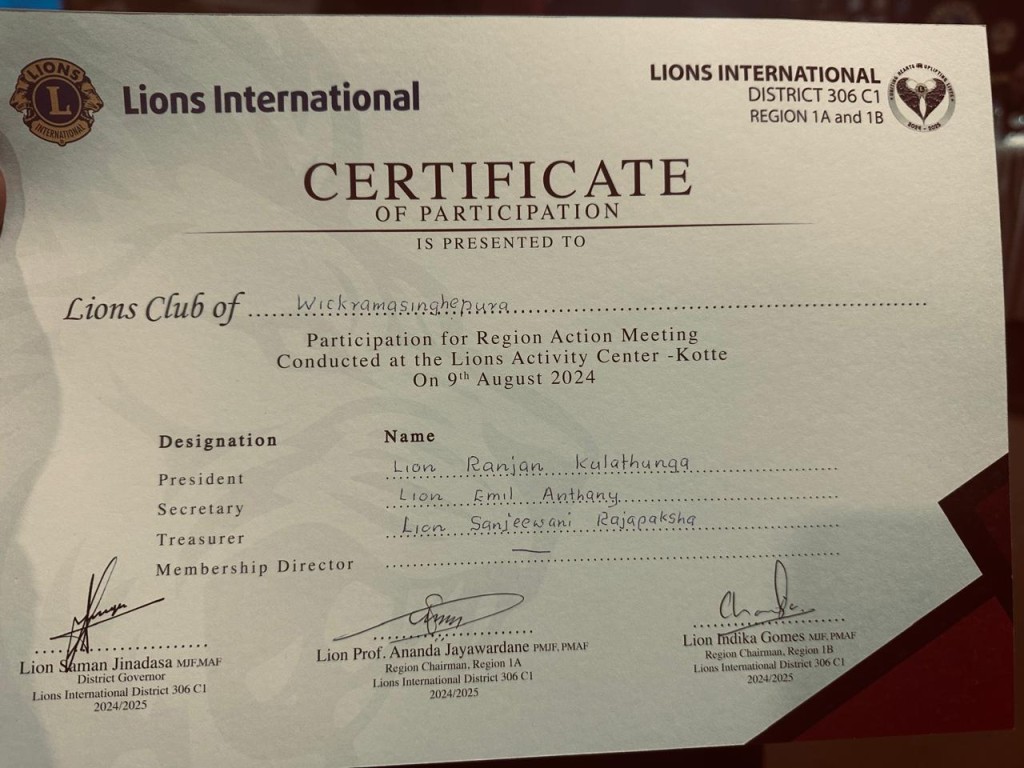 LIONS
L
INTERNATIONAL
Lions International
LIONS INTERNATIONAL
DISTRICT 306 C1
REGION 1A and 1B
2024 - 2025
CERTIFICATE
OF PARTICIPATION
IS PRESENTED TO
Lions Club of Wickramasinghepura
Participation for Region Action Meeting
Conducted at the Lions Activity Center -Kotte
On 9th August 2024
Designation Name
President Lion Ranjan Kulathunga
Secretary Lion Emil Anthany
Treasurer Lion Sanjeewani Rajapaksha
Membership Director —
Lion Saman Jinadasa MJF,MAF
District Governor
Lions International District 306 C1
2024/2025
Lion Prof. Ananda Jayawardane PMJF, PMAF
Region Chairman, Region 1A
Lions International District 306 C1
2024/2025
Lion Indika Gomes MJF, PMAF
Region Chairman, Region 1B
Lions International District 306 C1
2024/2025